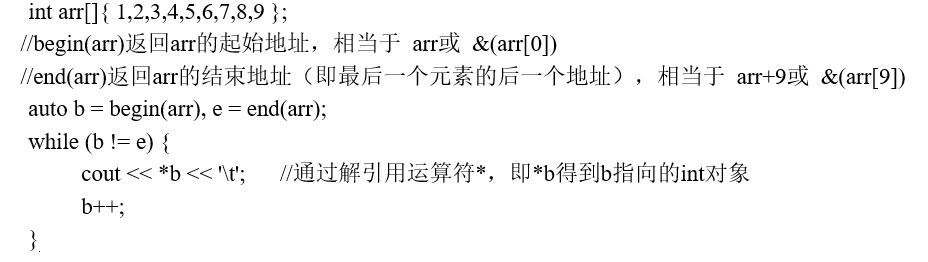 int arr[]{ 1,2,3,4,5,6,7,8,9 };
//begin(arr)返回arr的起始地址，相当于 arr或 &(arr[0])
//end(arr)返回arr的结束地址（即最后一个元素的后一个地址），相当于 arr+9或 &(arr[9])
auto b = begin(arr), e = end(arr);
while (b != e) {
cout << *b << '\t'; //通过解引用运算符*，即*b得到b指向的int对象
b++;
}